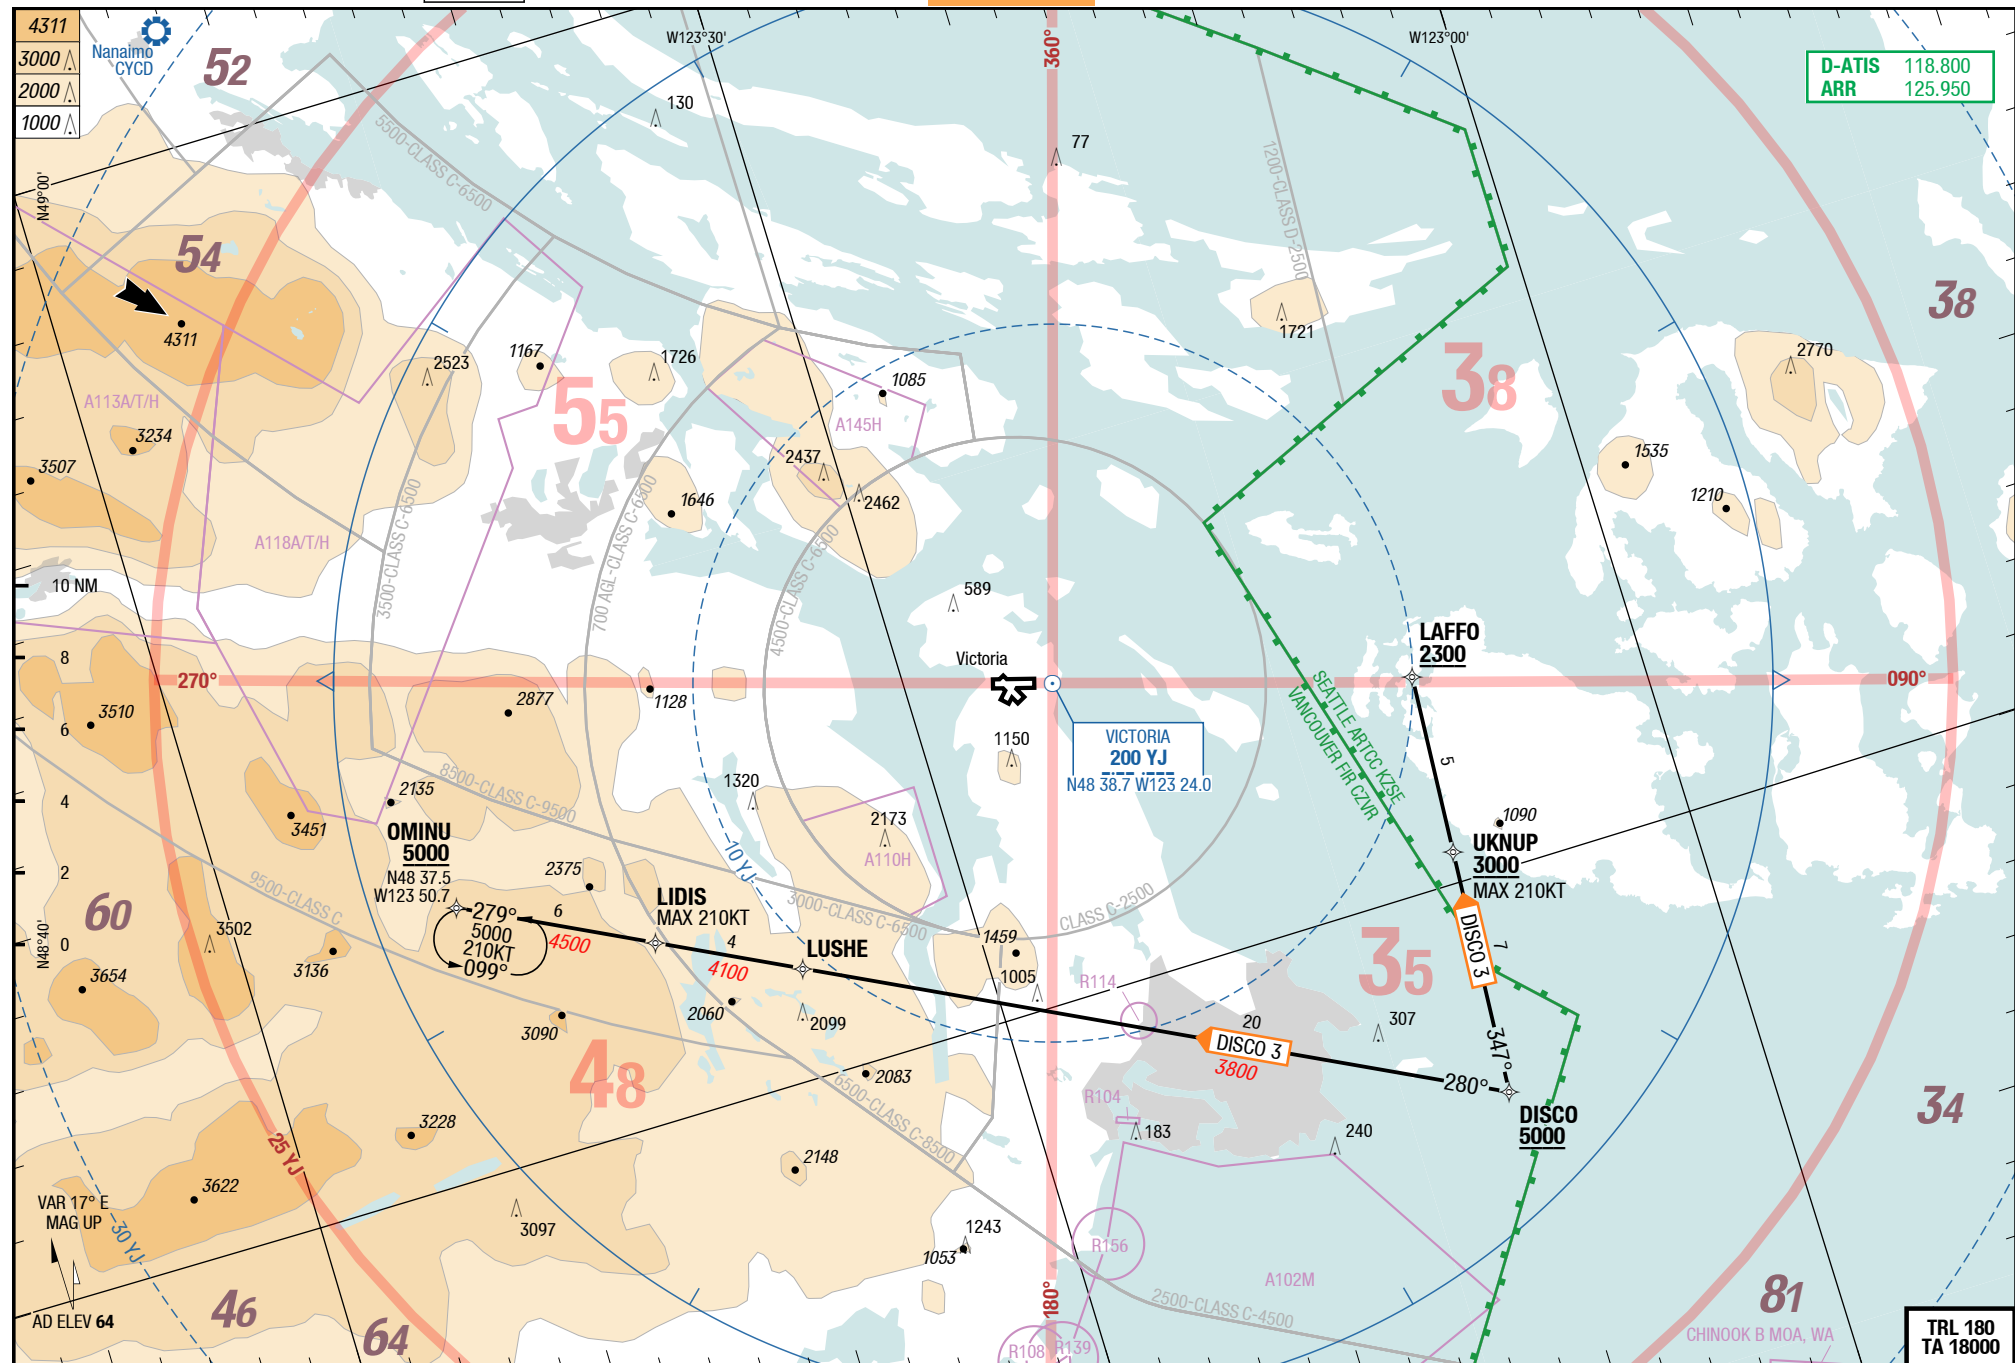 4311
3000
2000
1000
Nanaimo
CYCD
52
W123°30'
360°
W123°00'
D-ATIS 118.800
ARR 125.950
130
77
5500-CLASS C-6500
1200-CLASS D-2500
N49°00'
54
4311
38
1721
2770
2523
1167
1726
55
1085
38
A113A/T/H
A145H
3234
3507
2437
2462
1535
1210
1646
3500-CLASS C-6500
700 AGL-CLASS C-6500
4500-CLASS C-6500
A118A/T/H
10 NM
8
6
4
2
0
589
LAFFO
2300
Victoria
270°
090°
1128
2877
3510
SEATTLE ARTCC KZSE
VANCOUVER FIR CZVR
VICTORIA
200 YJ
N48 38.7 W123 24.0
1150
5
1320
8500-CLASS C-9500
2135
3451
2173
A110H
10 YJ
1090
UKNUP
3000
MAX 210KT
OMINU
5000
N48 37.5
W123 50.7
2375
LIDIS
MAX 210KT
9500-CLASS C
60
3000-CLASS C-6500
CLASS C-2500
279°
5000
210KT
099°
6
4500
4
4100
LUSHE
1459
1005
DISCO 3
7
35
N48°40'
3502
3136
3654
R114
2060
2099
3090
307
347°
20
DISCO 3
3800
280°
48
2083
6500-CLASS C-8500
R104
DISCO
5000
34
3228
183
240
25 YJ
2148
3622
VAR 17° E
MAG UP
30 YJ
3097
1243
1053
R156
A102M
180°
2500-CLASS C-4500
81
46
64
AD ELEV 64
R108
R139
CHINOOK B MOA, WA
TRL 180
TA 18000